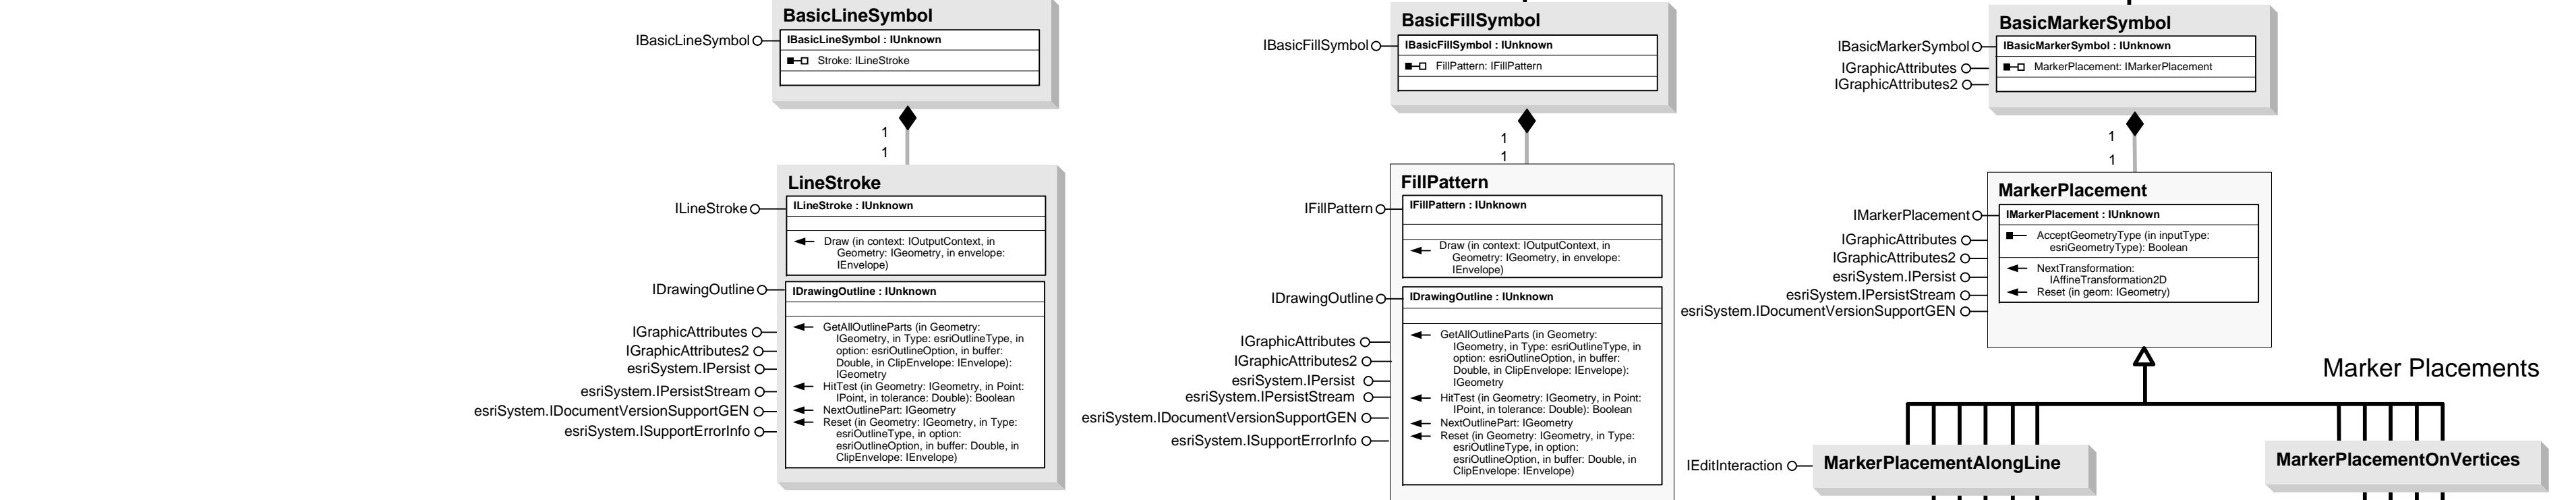 BasicLineSymbol
IBasicLineSymbol
IBasicLineSymbol : IUnknown
Stroke: ILineStroke
1
1
LineStroke
ILineStroke
ILineStroke : IUnknown
Draw (in context: IOutputContext, in
Geometry: IGeometry, in envelope:
IEnvelope)
IDrawingOutline
IDrawingOutline : IUnknown
IGraphicAttributes
IGraphicAttributes2
esriSystem.IPersist
esriSystem.IPersistStream
esriSystem.IDocumentVersionSupportGEN
esriSystem.ISupportErrorInfo
GetAllOutlineParts (in Geometry:
IGeometry, in Type: esriOutlineType, in
option: esriOutlineOption, in buffer:
Double, in ClipEnvelope: IEnvelope):
IGeometry
HitTest (in Geometry: IGeometry, in Point:
IPoint, in tolerance: Double): Boolean
NextOutlinePart: IGeometry
Reset (in Geometry: IGeometry, in Type:
esriOutlineType, in option:
esriOutlineOption, in buffer: Double, in
ClipEnvelope: IEnvelope)
BasicFillSymbol
IBasicFillSymbol
IBasicFillSymbol : IUnknown
FillPattern: IFillPattern
1
1
FillPattern
IFillPattern
IFillPattern : IUnknown
Draw (in context: IOutputContext, in
Geometry: IGeometry, in envelope:
IEnvelope)
IDrawingOutline
IDrawingOutline : IUnknown
IGraphicAttributes
IGraphicAttributes2
esriSystem.IPersist
esriSystem.IPersistStream
esriSystem.IDocumentVersionSupportGEN
esriSystem.ISupportErrorInfo
GetAllOutlineParts (in Geometry:
IGeometry, in Type: esriOutlineType, in
option: esriOutlineOption, in buffer:
Double, in ClipEnvelope: IEnvelope):
IGeometry
HitTest (in Geometry: IGeometry, in Point:
IPoint, in tolerance: Double): Boolean
NextOutlinePart: IGeometry
Reset (in Geometry: IGeometry, in Type:
esriOutlineType, in option:
esriOutlineOption, in buffer: Double, in
ClipEnvelope: IEnvelope)
BasicMarkerSymbol
IBasicMarkerSymbol
IGraphicAttributes
IGraphicAttributes2
IBasicMarkerSymbol : IUnknown
MarkerPlacement: IMarkerPlacement
1
1
MarkerPlacement
IMarkerPlacement
IGraphicAttributes
IGraphicAttributes2
esriSystem.IPersist
esriSystem.IPersistStream
esriSystem.IDocumentVersionSupportGEN
IMarkerPlacement : IUnknown
AcceptGeometryType (in inputType:
esriGeometryType): Boolean
NextTransformation:
IAffineTransformation2D
Reset (in geom: IGeometry)
Marker Placements
IEditInteraction
MarkerPlacementAlongLine
MarkerPlacementOnVertices